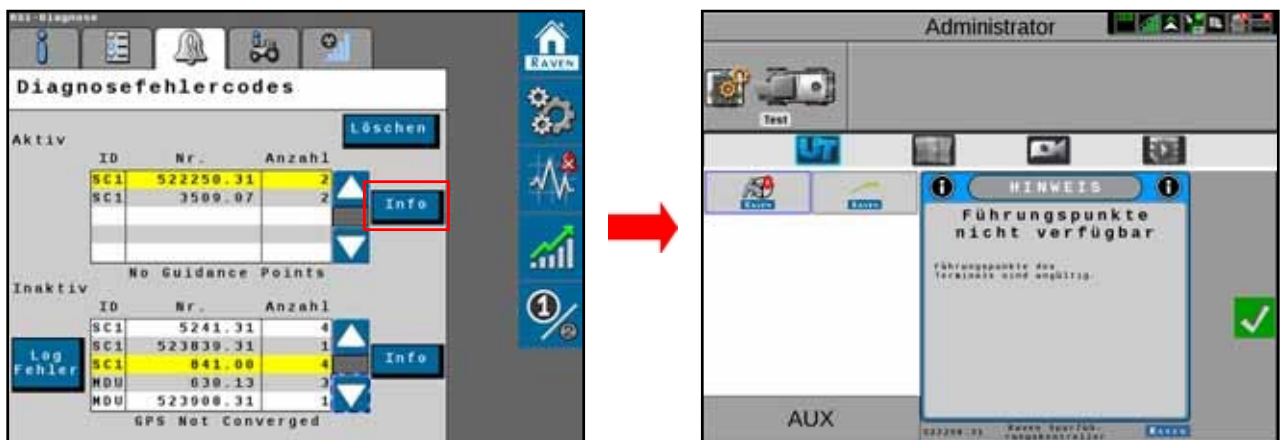 RSI-Diagnose
RAVEN
Diagnosefehlercodes
Löschen
Aktiv
ID Nr. Anzahl
SC1 522250.31 2
SC1 3509.07 2
Info
No Guidance Points
Inaktiv
ID Nr. Anzahl
SC1 5241.31 4
SC1 523839.31 1
SC1 841.00 4
MDU 630.13 3
MDU 523908.31 1
Log
Fehler
Info
GPS Not Converged
Administrator
Test
UT
HINWEIS
Führungspunkte
nicht verfügbar
Führungspunkte des
Terminals sind ungültig.
RAVEN
RAVEN
AUX
522250.31
Raven Spurfüh-
rungskontroller
RAVEN